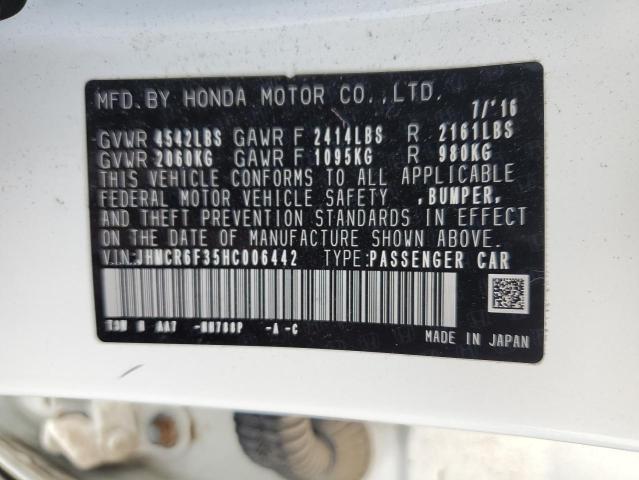 MFD.BY HONDA MOTOR CO.,LTD. 7/'16
GVWR 4542LBS GAWR F 2414LBS R 2161LBS
GVWR 2060KG GAWR F 1095KG R 980KG
THIS VEHICLE CONFORMS TO ALL APPLICABLE
FEDERAL MOTOR VEHICLE SAFETY ,BUMPER,
AND THEFT PREVENTION STANDARDS IN EFFECT
ON THE DATE OF MANUFACTURE SHOWN ABOVE.
V.I.N:JHMCR6F35HC006442 TYPE:PASSENGER CAR
AA7 -NH788P -A -C
MADE IN JAPAN